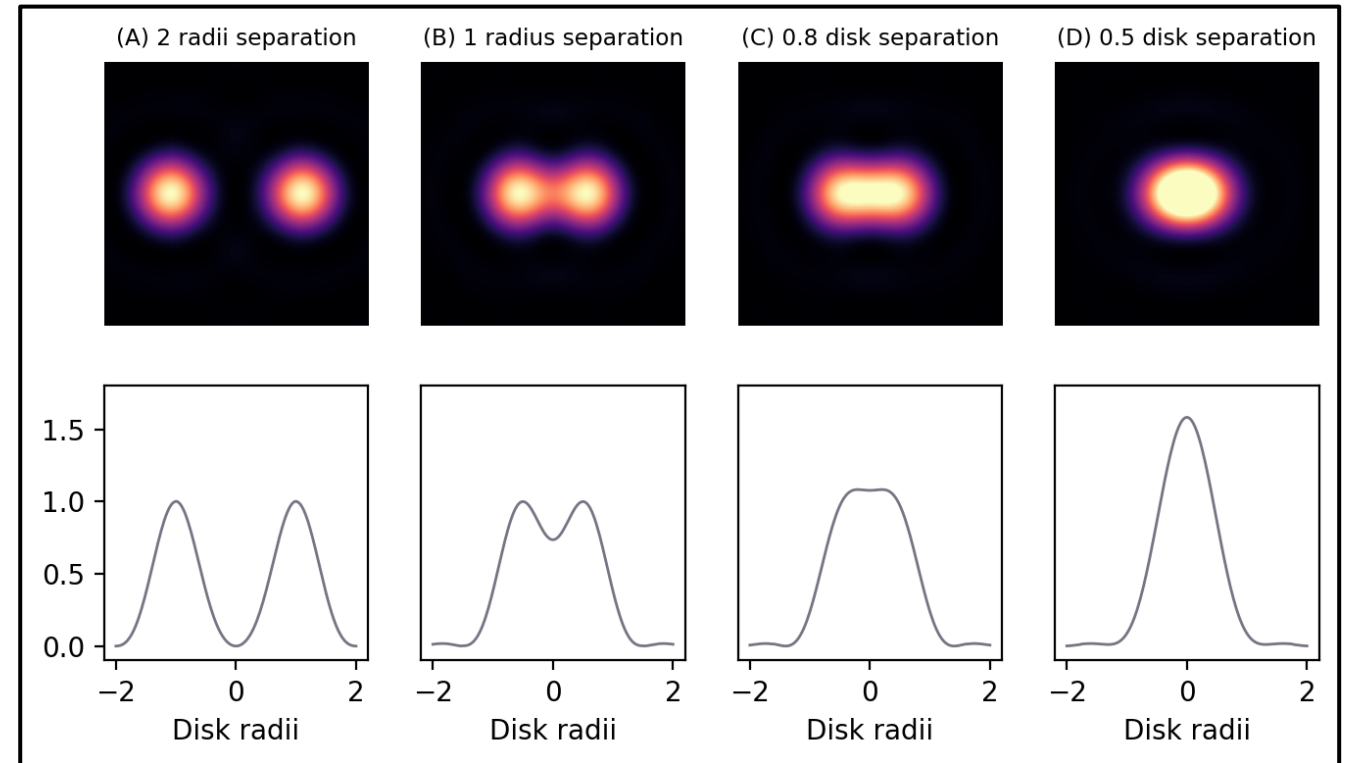 (A) 2 radii separation
(B) 1 radius separation
(C) 0.8 disk separation
(D) 0.5 disk separation
1.5
1.0
0.5
0.0
−2 0 2
−2 0 2
−2 0 2
−2 0 2
Disk radii
Disk radii
Disk radii
Disk radii